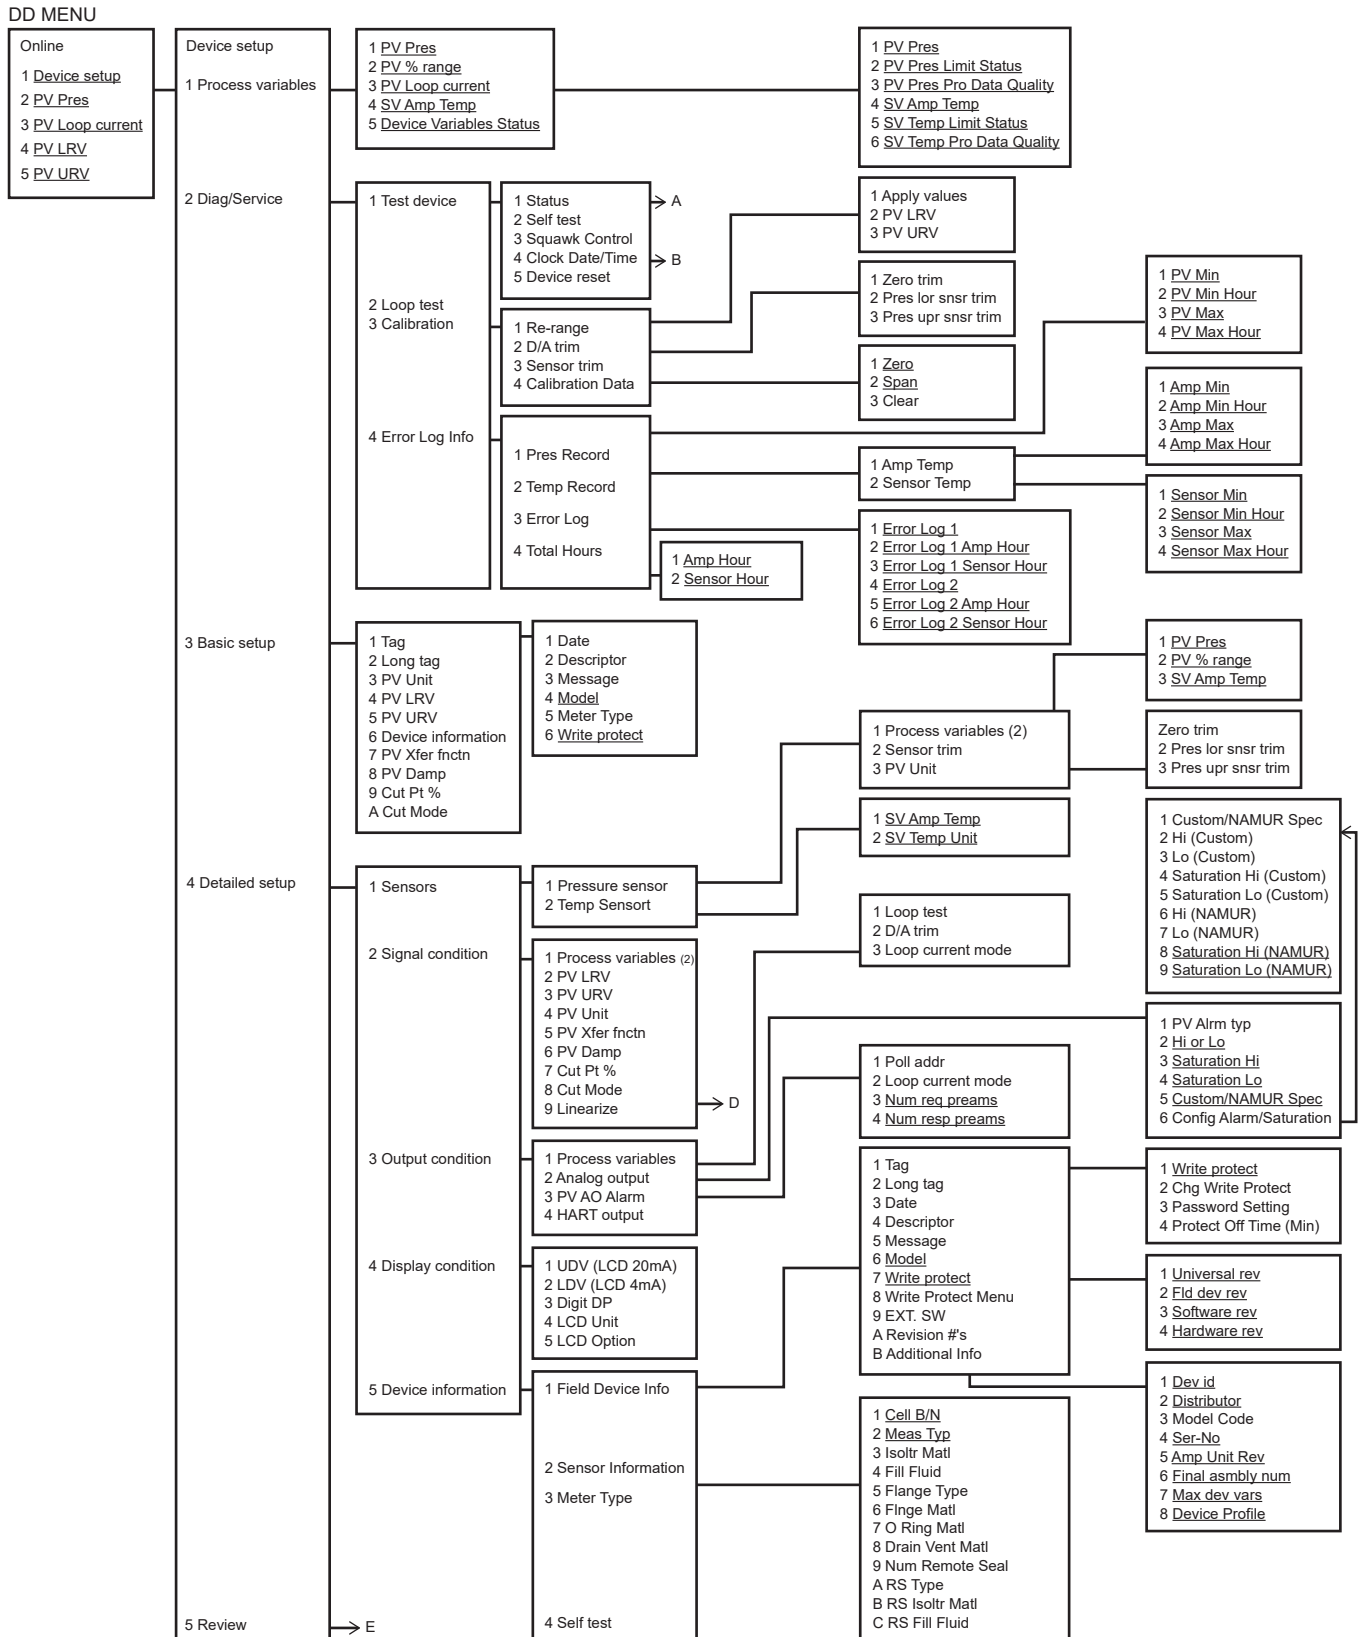 DD MENU
Online
1 Device setup
2 PV Pres
3 PV Loop current
4 PV LRV
5 PV URV
Device setup
1 Process variables
2 Diag/Service
3 Basic setup
4 Detailed setup
5 Review
E
1 PV Pres
2 PV % range
3 PV Loop current
4 SV Amp Temp
5 Device Variables Status
1 PV Pres
2 PV Pres Limit Status
3 PV Pres Pro Data Quality
4 SV Amp Temp
5 SV Temp Limit Status
6 SV Temp Pro Data Quality
1 Test device
2 Loop test
3 Calibration
4 Error Log Info
1 Status
2 Self test
3 Squawk Control
4 Clock Date/Time
5 Device reset
A
B
1 Re-range
2 D/A trim
3 Sensor trim
4 Calibration Data
1 Apply values
2 PV LRV
3 PV URV
1 Zero trim
2 Pres lor snsr trim
3 Pres upr snsr trim
1 Zero
2 Span
3 Clear
1 Pres Record
2 Temp Record
3 Error Log
4 Total Hours
1 Amp Hour
2 Sensor Hour
1 Amp Temp
2 Sensor Temp
1 Error Log 1
2 Error Log 1 Amp Hour
3 Error Log 1 Sensor Hour
4 Error Log 2
5 Error Log 2 Amp Hour
6 Error Log 2 Sensor Hour
1 PV Min
2 PV Min Hour
3 PV Max
4 PV Max Hour
1 Amp Min
2 Amp Min Hour
3 Amp Max
4 Amp Max Hour
1 Sensor Min
2 Sensor Min Hour
3 Sensor Max
4 Sensor Max Hour
1 Tag
2 Long tag
3 PV Unit
4 PV LRV
5 PV URV
6 Device information
7 PV Xfer fnctn
8 PV Damp
9 Cut Pt %
A Cut Mode
1 Date
2 Descriptor
3 Message
4 Model
5 Meter Type
6 Write protect
1 Sensors
2 Signal condition
3 Output condition
4 Display condition
5 Device information
1 Pressure sensor
2 Temp Sensort
1 Process variables (2)
2 Sensor trim
3 PV Unit
1 PV Pres
2 PV % range
3 SV Amp Temp
Zero trim
2 Pres lor snsr trim
3 Pres upr snsr trim
1 SV Amp Temp
2 SV Temp Unit
1 Process variables (2)
2 PV LRV
3 PV URV
4 PV Unit
5 PV Xfer fnctn
6 PV Damp
7 Cut Pt %
8 Cut Mode
9 Linearize
D
1 Process variables
2 Analog output
3 PV AO Alarm
4 HART output
1 Loop test
2 D/A trim
3 Loop current mode
1 Custom/NAMUR Spec
2 Hi (Custom)
3 Lo (Custom)
4 Saturation Hi (Custom)
5 Saturation Lo (Custom)
6 Hi (NAMUR)
7 Lo (NAMUR)
8 Saturation Hi (NAMUR)
9 Saturation Lo (NAMUR)
1 PV Alrm typ
2 Hi or Lo
3 Saturation Hi
4 Saturation Lo
5 Custom/NAMUR Spec
6 Config Alarm/Saturation
1 Poll addr
2 Loop current mode
3 Num req preams
4 Num resp preams
1 UDV (LCD 20mA)
2 LDV (LCD 4mA)
3 Digit DP
4 LCD Unit
5 LCD Option
1 Field Device Info
2 Sensor Information
3 Meter Type
4 Self test
1 Tag
2 Long tag
3 Date
4 Descriptor
5 Message
6 Model
7 Write protect
8 Write Protect Menu
9 EXT. SW
A Revision #'s
B Additional Info
1 Write protect
2 Chg Write Protect
3 Password Setting
4 Protect Off Time (Min)
1 Universal rev
2 Fld dev rev
3 Software rev
4 Hardware rev
1 Dev id
2 Distributor
3 Model Code
4 Ser-No
5 Amp Unit Rev
6 Final asmbly num
7 Max dev vars
8 Device Profile
1 Cell B/N
2 Meas Typ
3 Isoltr Matl
4 Fill Fluid
5 Flange Type
6 Flnge Matl
7 O Ring Matl
8 Drain Vent Matl
9 Num Remote Seal
A RS Type
B RS Isoltr Matl
C RS Fill Fluid